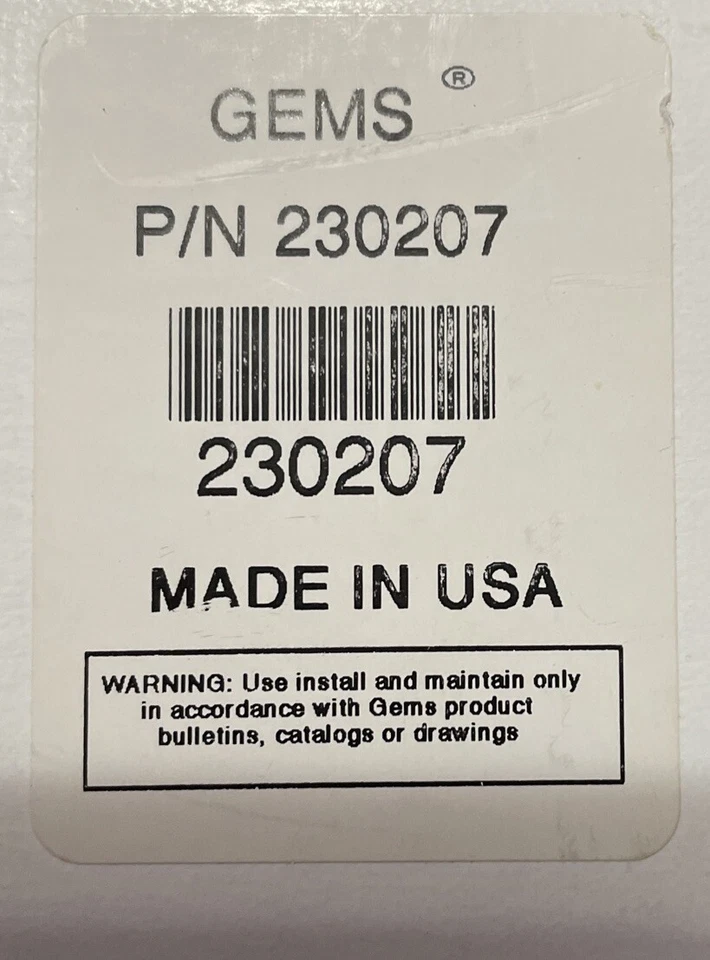 GEMS ®
P/N 230207
230207
MADE IN USA
WARNING: Use install and maintain only
in accordance with Gems product
bulletins, catalogs or drawings